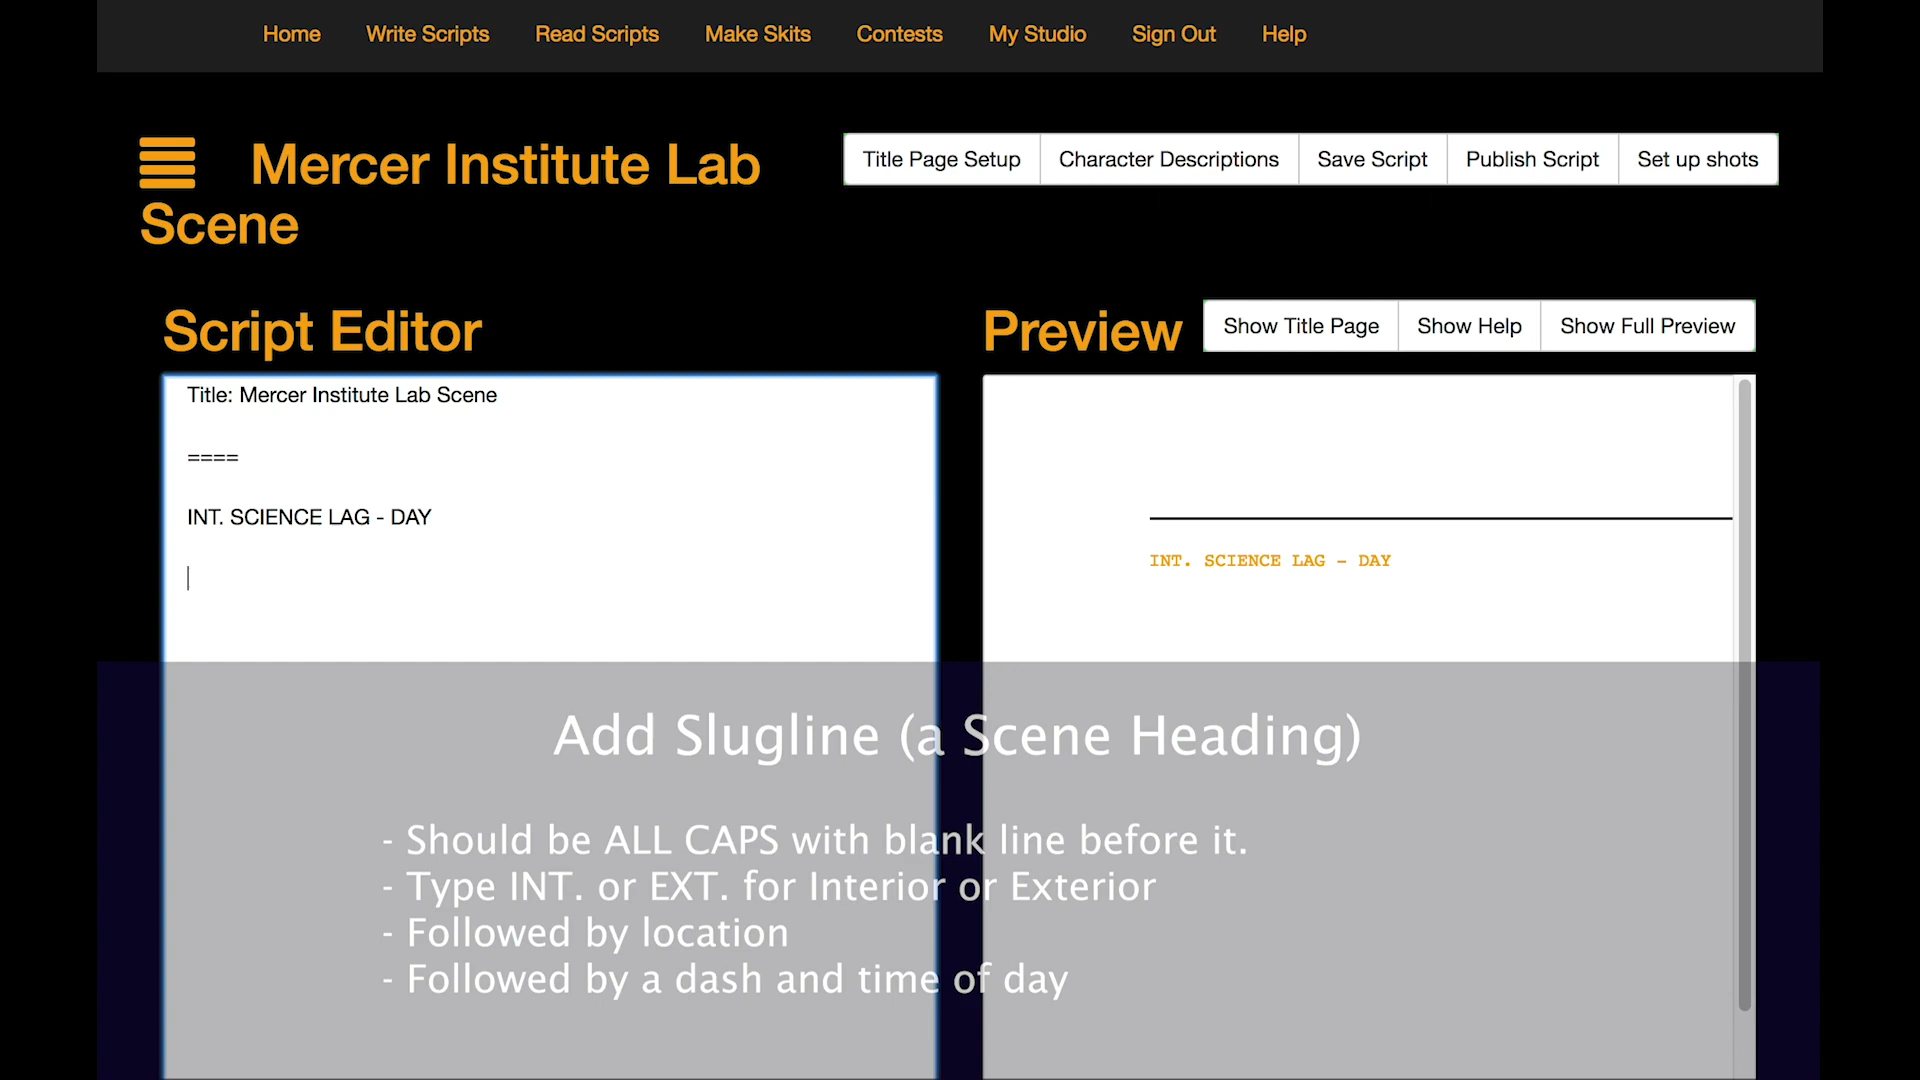 Home Write Scripts Read Scripts Make Skits Contests My Studio Sign Out Help
Mercer Institute Lab
Scene
Title Page Setup Character Descriptions Save Script Publish Script Set up shots
Script Editor
Title: Mercer Institute Lab Scene
====
INT. SCIENCE LAG - DAY
Preview
Show Title Page Show Help Show Full Preview
INT. SCIENCE LAG - DAY
Add Slugline (a Scene Heading)
- Should be ALL CAPS with blank line before it.
- Type INT. or EXT. for Interior or Exterior
- Followed by location
- Followed by a dash and time of day